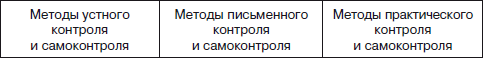 Методы устного
контроля
и самоконтроля
Методы письменного
контроля
и самоконтроля
Методы практического
контроля
и самоконтроля